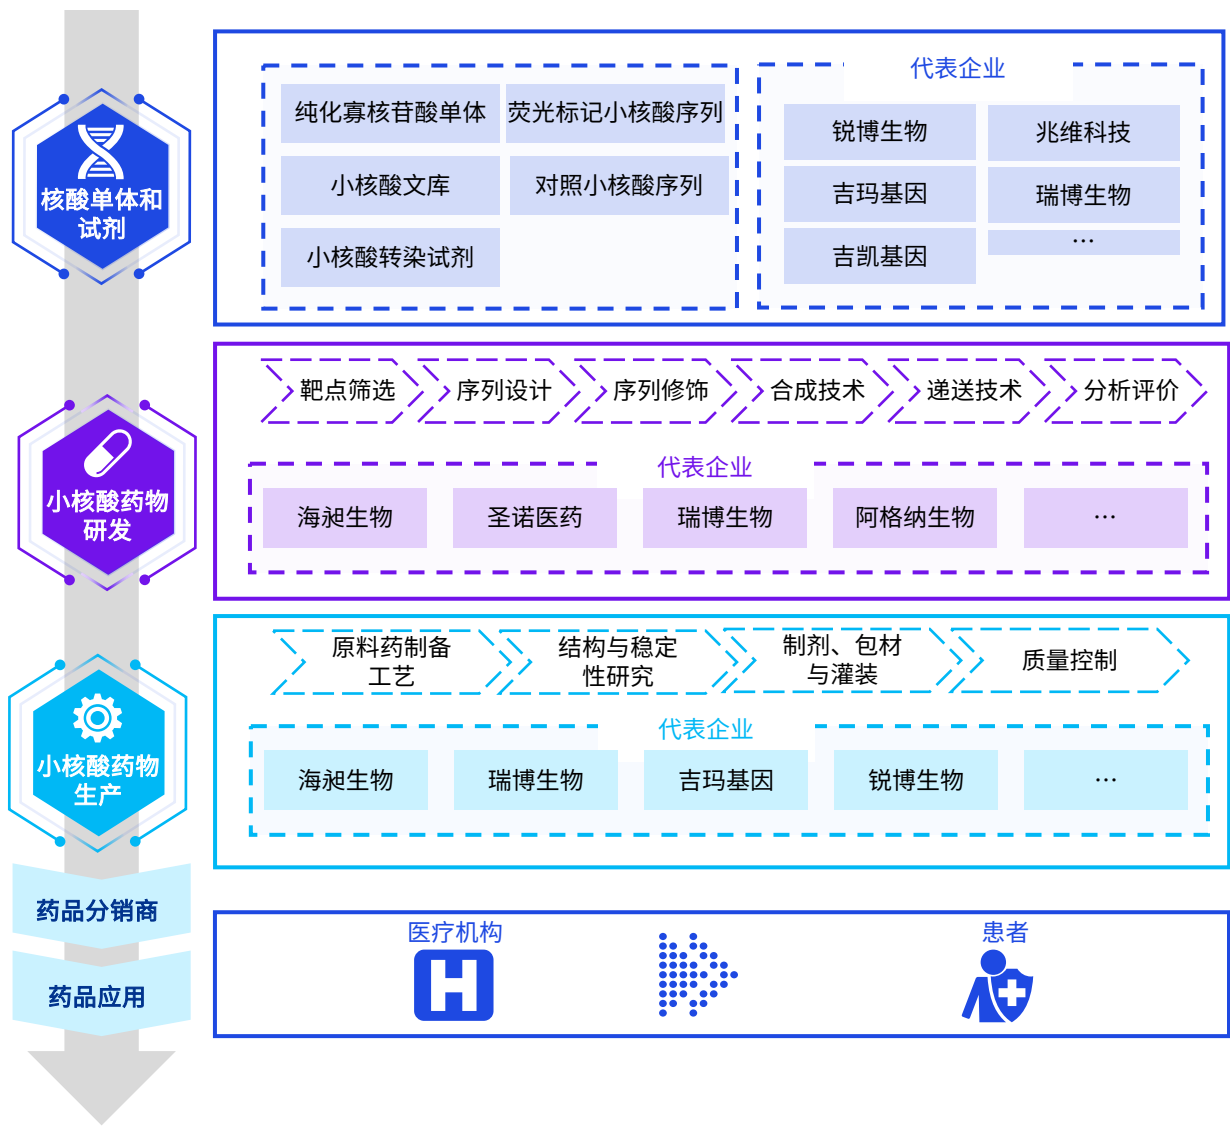 核酸单体和
试剂
纯化寡核苷酸单体
荧光标记小核酸序列
小核酸文库
对照小核酸序列
小核酸转染试剂
代表企业
锐博生物
兆维科技
吉玛基因
瑞博生物
吉凯基因
…
小核酸药物
研发
靶点筛选
序列设计
序列修饰
合成技术
递送技术
分析评价
代表企业
海昶生物
圣诺医药
瑞博生物
阿格纳生物
…
小核酸药物
生产
原料药制备
工艺
结构与稳定
性研究
制剂、包材
与灌装
质量控制
代表企业
海昶生物
瑞博生物
吉玛基因
锐博生物
…
药品分销商
药品应用
医疗机构
H
患者